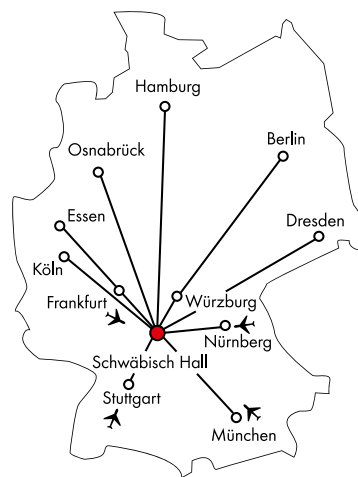 Hamburg
Berlin
Osnabrück
Essen
Dresden
Köln
Frankfurt
Würzburg
Nürnberg
Schwäbisch Hall
Stuttgart
München